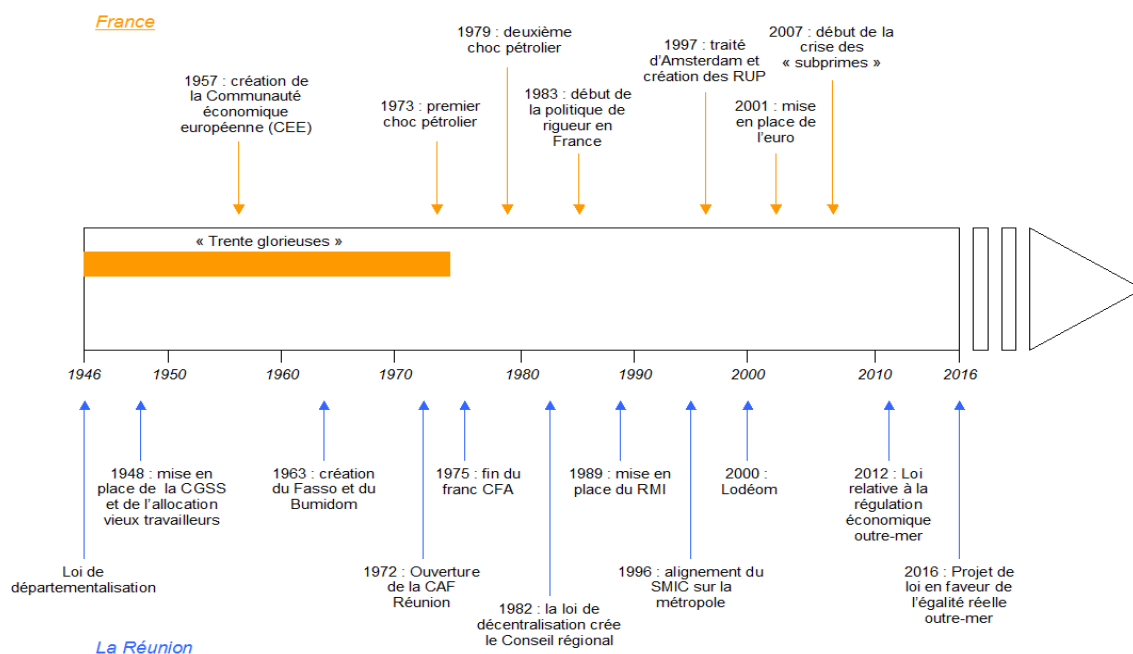 France
1979 : deuxième
choc pétrolier
2007 : début de la
crise des
« subprimes »
1997 : traité
d'Amsterdam et
création des RUP
1957 : création de
la Communauté
économique
européenne (CEE)
1973 : premier
choc pétrolier
1983 : début de
la politique de
rigueur en
France
2001 : mise
en place de
l'euro
« Trente glorieuses »
1946 1950 1960 1970 1980 1990 2000 2010 2016
1948 : mise en
place de la CGSS
et de l'allocation
vieux travailleurs
1963 : création
du Fasso et du
Bumidom
1975 : fin du
franc CFA
1989 : mise en
place du RMI
2000 :
Lodéom
2012 : Loi
relative à la
régulation
économique
outre-mer
Loi de
départementalisation
1972 : Ouverture
de la CAF
Réunion
1982 : la loi de
décentralisation crée
le Conseil régional
1996 : alignement du
SMIC sur la
métropole
2016 : Projet de
loi en faveur de
l'égalité réelle
outre-mer
La Réunion